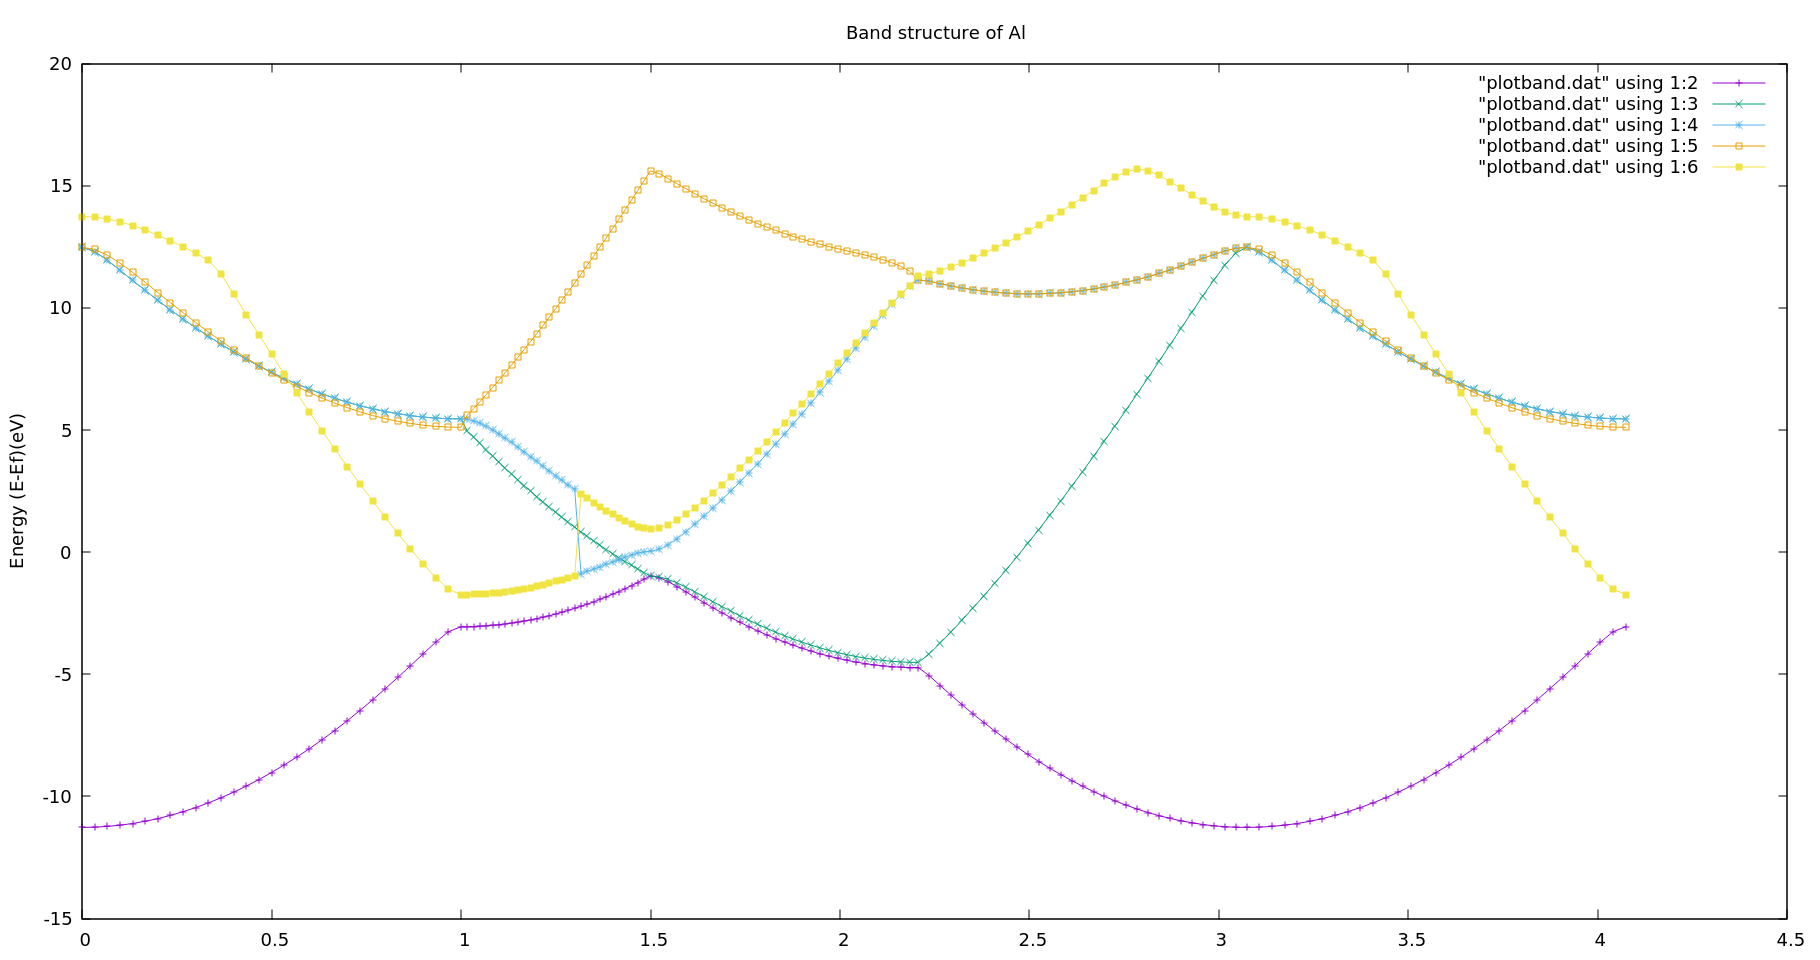 Band structure of Al
"plotband.dat" using 1:2
"plotband.dat" using 1:3
"plotband.dat" using 1:4
"plotband.dat" using 1:5
"plotband.dat" using 1:6
Energy (E-Ef)(eV)
20
15
10
5
0
-5
-10
-15
0 0.5 1 1.5 2 2.5 3 3.5 4 4.5